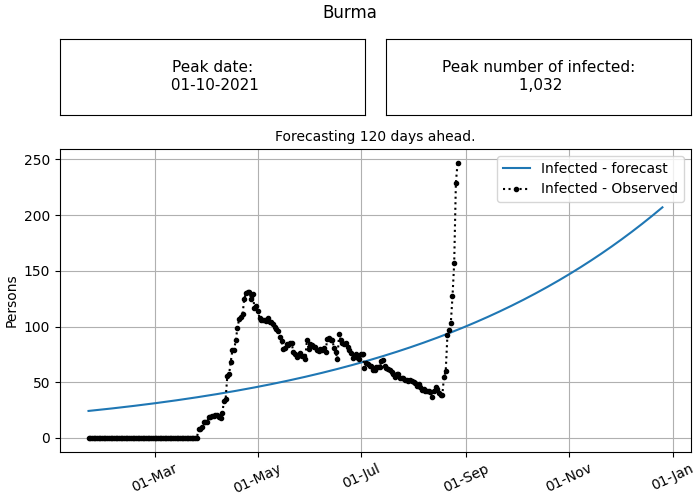 Burma
Peak date:
01-10-2021
Peak number of infected:
1,032
Forecasting 120 days ahead.
Infected - forecast
Infected - Observed
Persons
250
200
150
100
50
0
01-Mar
01-May
01-Jul
01-Sep
01-Nov
01-Jan